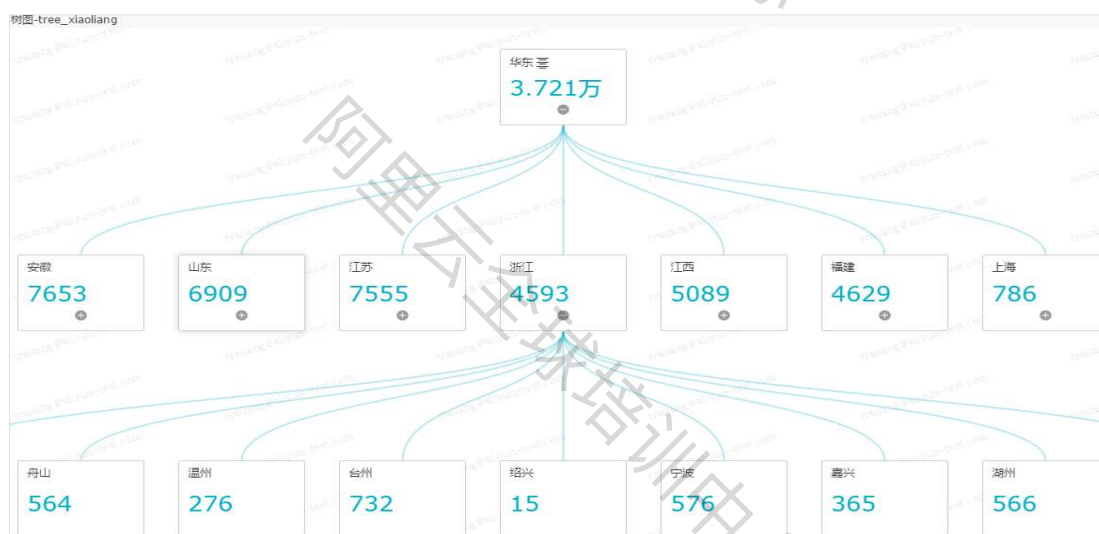 树图-tree_xiaoliang
华东
3.721万
安徽
7653
山东
6909
江苏
7555
浙江
4593
江西
5089
福建
4629
上海
786
舟山
564
温州
276
台州
732
绍兴
15
宁波
576
嘉兴
365
湖州
566
阿里云全球培训中